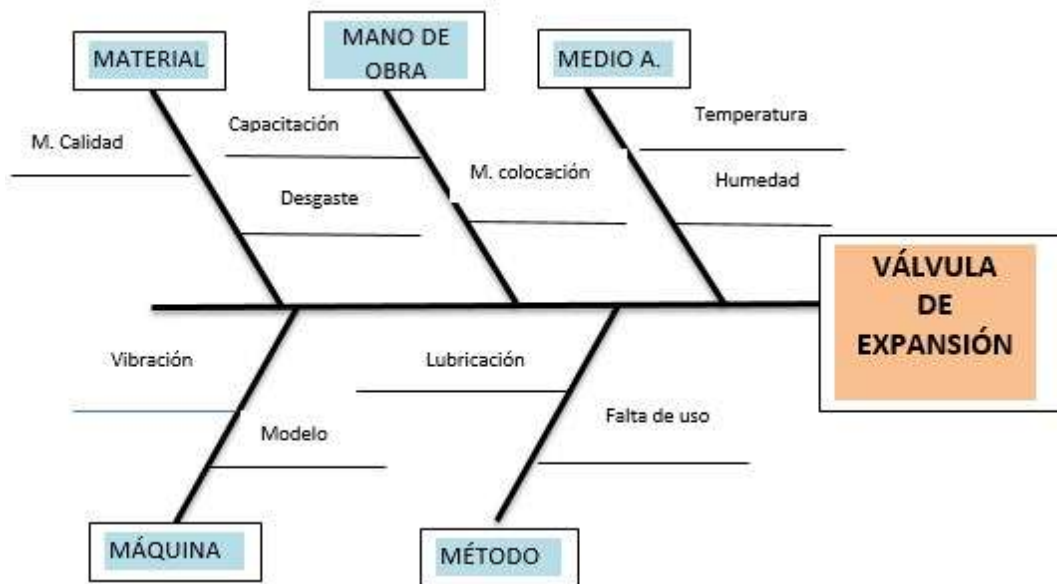 MATERIAL
MANO DE
OBRA
MEDIO A.
M. Calidad
Capacitación
Desgaste
M. colocación
Temperatura
Humedad
VÁLVULA
DE
EXPANSIÓN
Vibración
Modelo
Lubricación
Falta de uso
MÁQUINA
MÉTODO